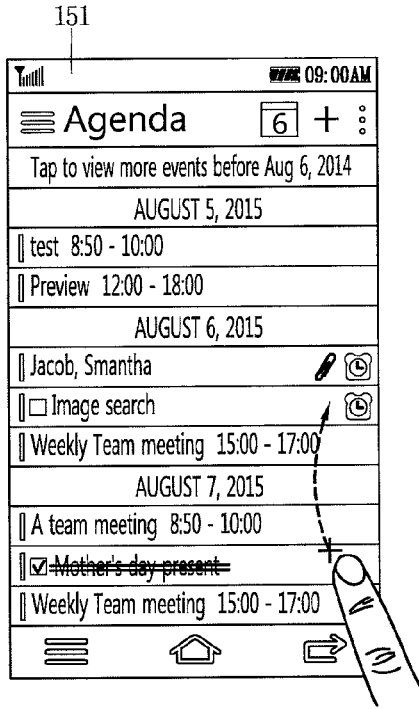 151
09:00AM
Agenda 6 +
Tap to view more events before Aug 6, 2014
AUGUST 5, 2015
test 8:50 - 10:00
Preview 12:00 - 18:00
AUGUST 6, 2015
Jacob, Smantha
Image search
Weekly Team meeting 15:00 - 17:00
AUGUST 7, 2015
A team meeting 8:50 - 10:00
Mother's day present
Weekly Team meeting 15:00 - 17:00